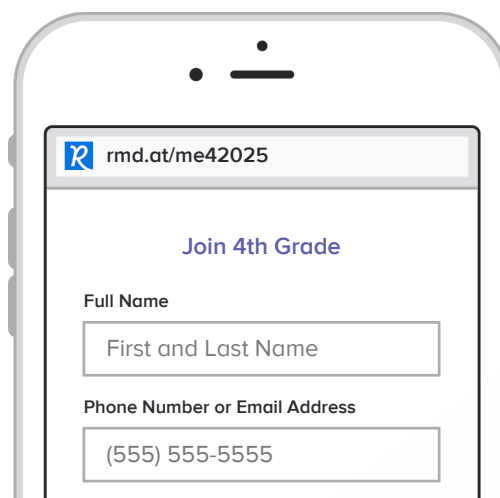 R rmd.at/me42025
Join 4th Grade
Full Name
First and Last Name
Phone Number or Email Address
(555) 555-5555